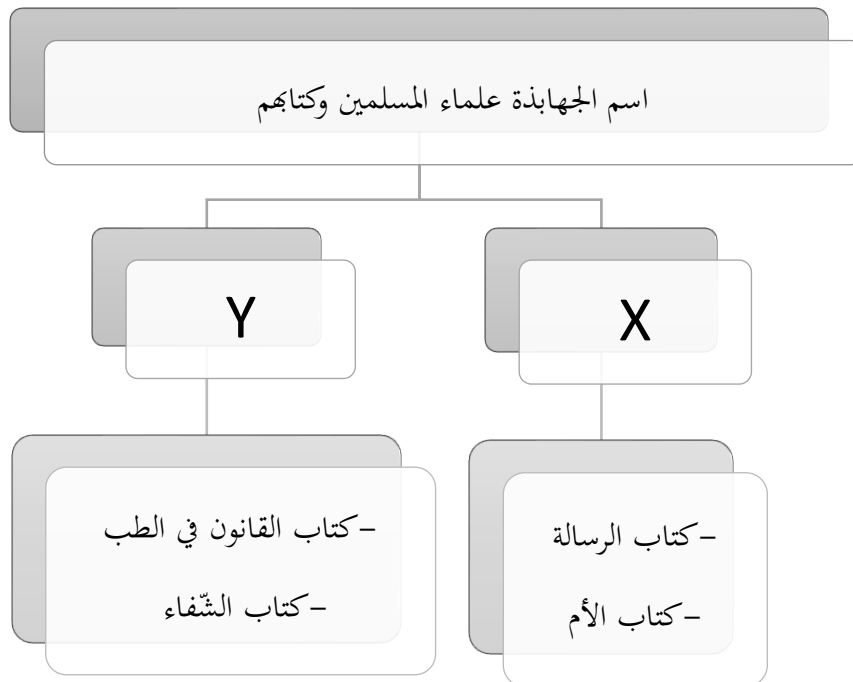 اسم الجهابذة علماء المسلمين وكتابهم
X
Y
-كتاب الرسالة
-كتاب الأم
-كتاب القانون في الطب
-كتاب الشّفاء